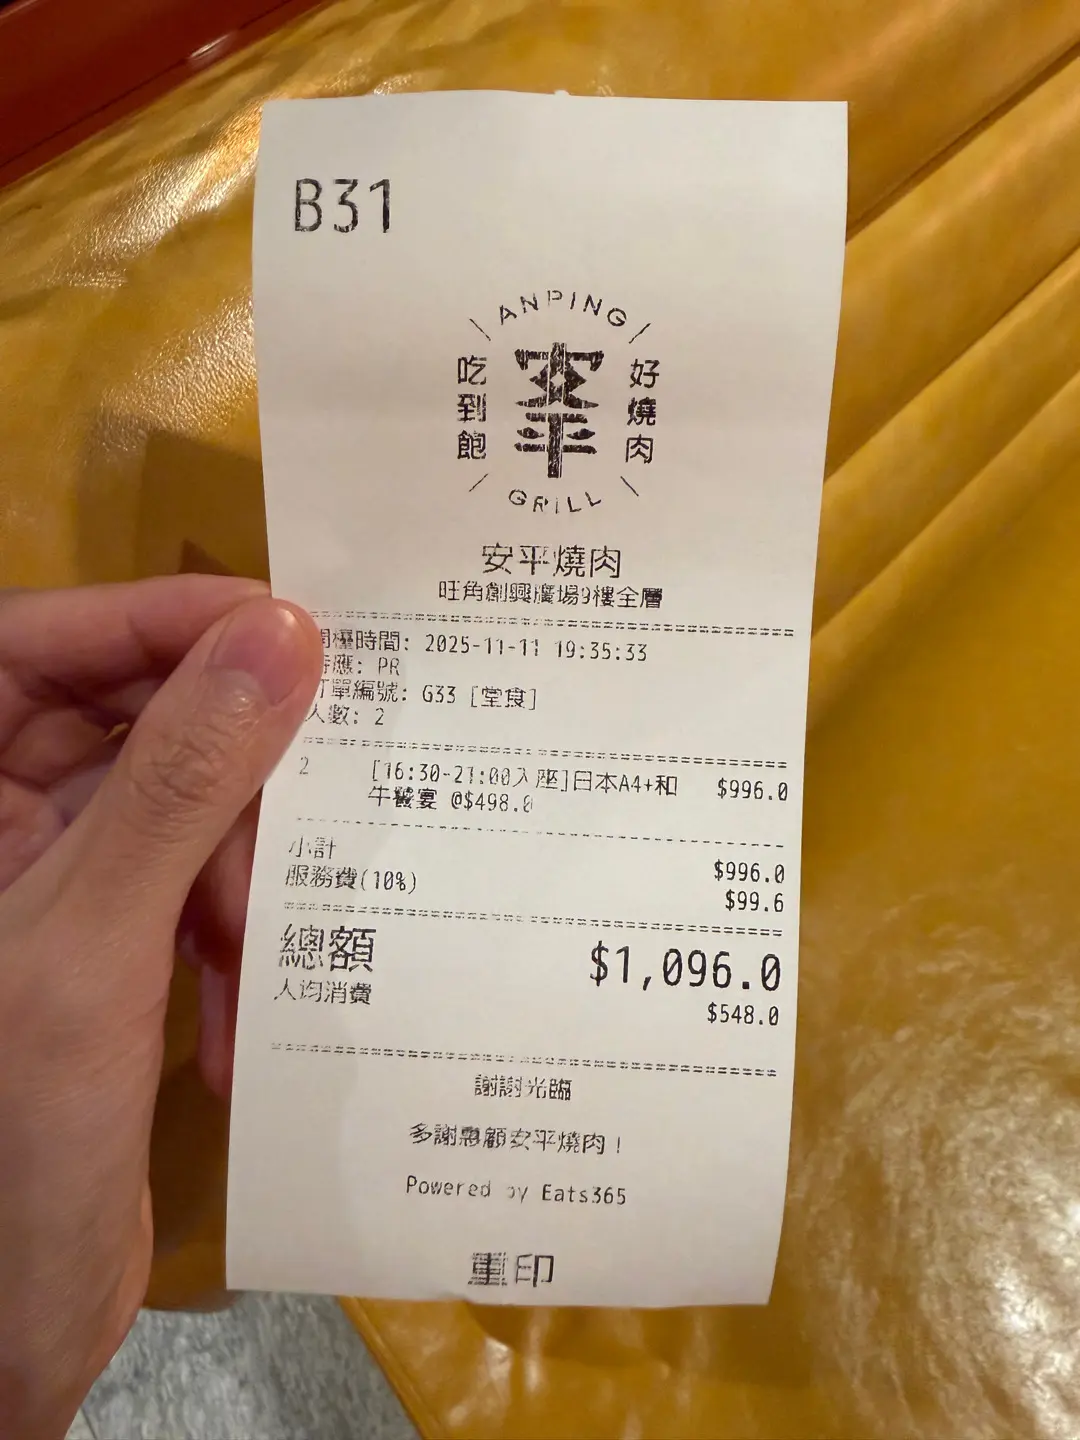 B31
ANPING
吃到飽
安平
好燒肉
GRILL
安平燒肉
旺角創興廣場9樓全層
檯時間: 2025-11-11 19:35:33
應: PR
單編號: G33 [堂食]
人數: 2
2 [16:30-21:00入座]日本A4+和 $996.0
牛饗宴 @$498.0
小計 $996.0
服務費(10%) $99.6
總額 $1,096.0
人均消費 $548.0
謝謝光臨
多謝惠顧安平燒肉！
Powered by Eats365
重印